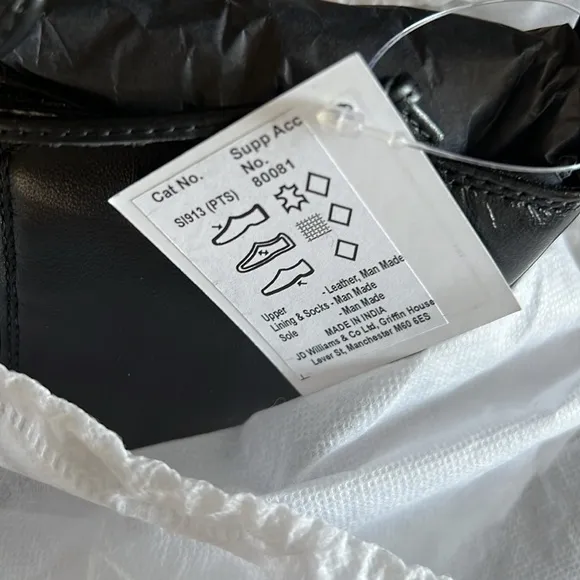 Cat No. Supp Acc
No.
SI913 (PTS) 80081
Upper - Leather, Man Made
Lining & Socks - Man Made
Sole - Man Made
MADE IN INDIA
JD Williams & Co Ltd, Griffin House
Lever St, Manchester M60 6ES